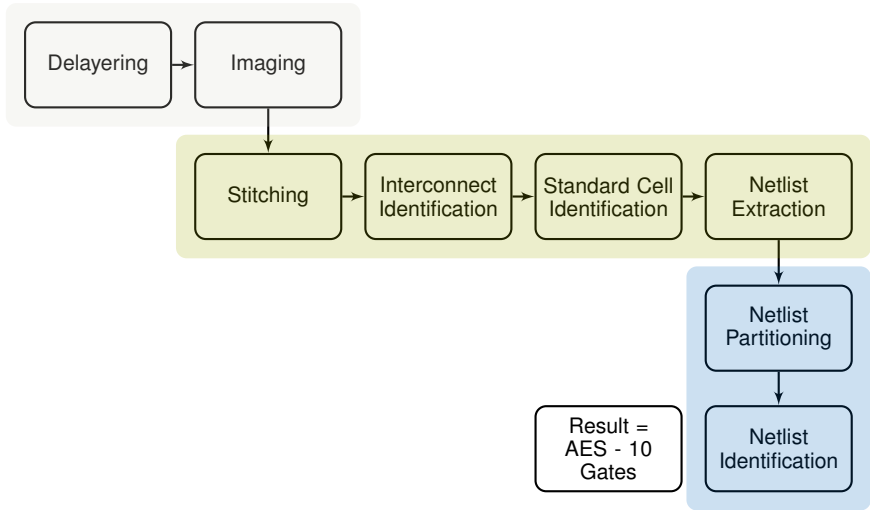 Delayering
Imaging
Stitching
Interconnect
Identification
Standard Cell
Identification
Netlist
Extraction
Netlist
Partitioning
Result =
AES - 10
Gates
Netlist
Identification